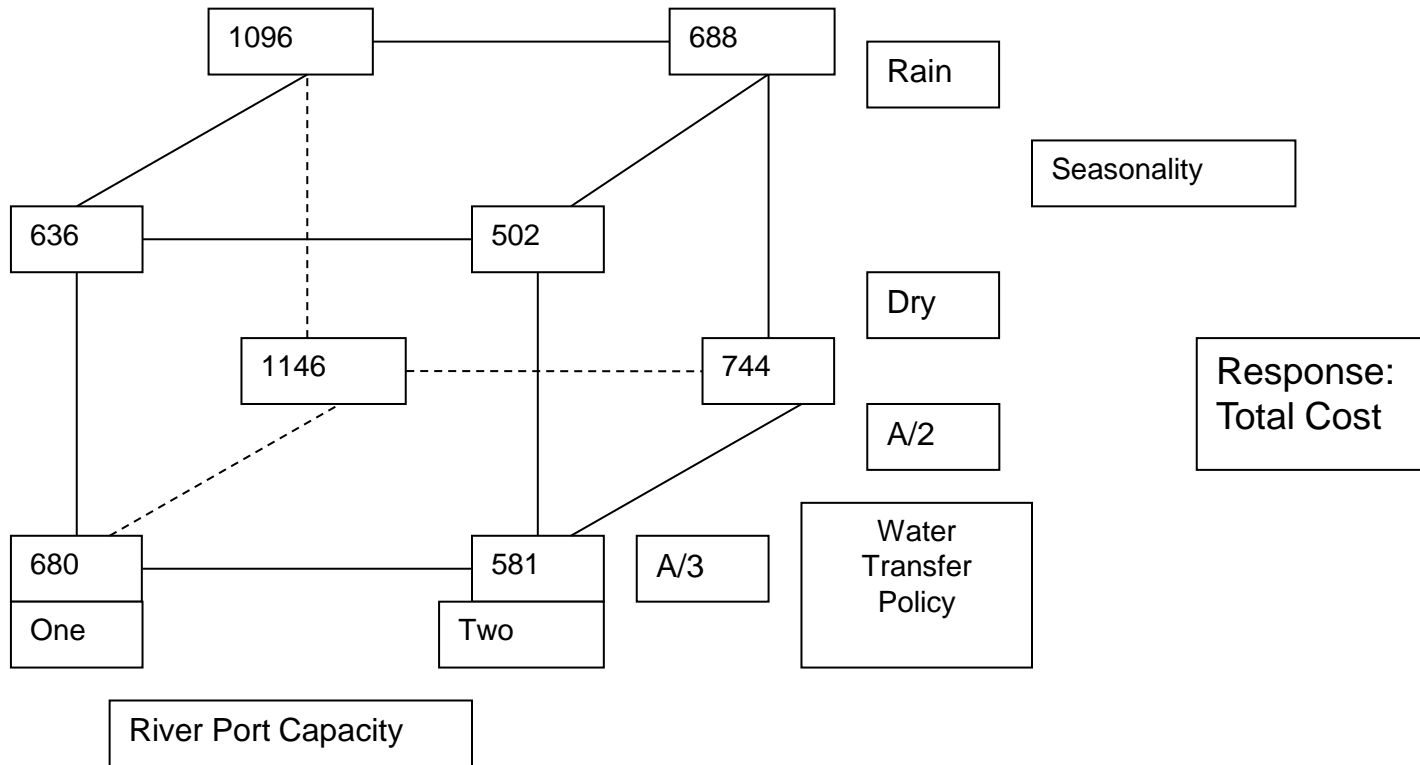 1096
688
Rain
Seasonality
636
502
Dry
1146
744
Response:
Total Cost
A/2
Water
Transfer
Policy
680
581
A/3
One
Two
River Port Capacity